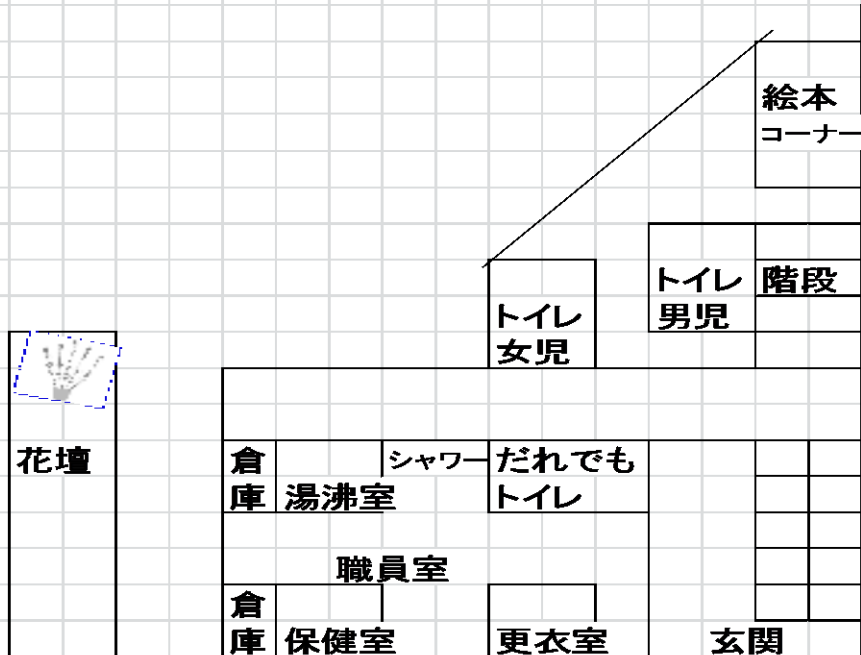 絵本
コーナー
トイレ
男児
階段
トイレ
女児
花壇
倉
庫
湯沸室
シャワー
だれでも
トイレ
職員室
倉
庫
保健室
更衣室
玄関